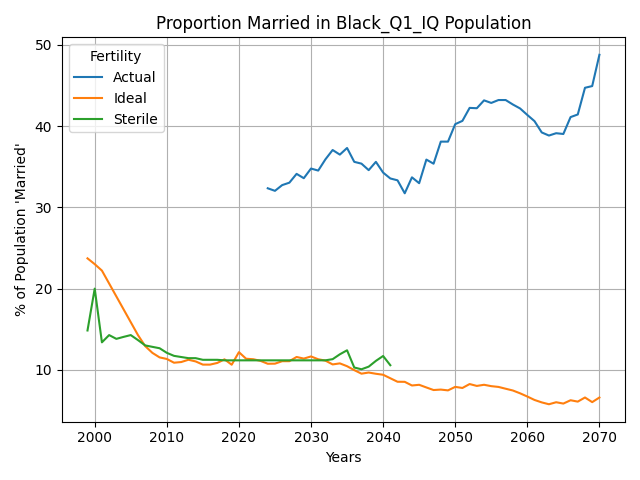 Proportion Married in Black_Q1_IQ Population
50
40
30
20
10
% of Population 'Married'
Fertility
Actual
Ideal
Sterile
2000
2010
2020
2030
2040
2050
2060
2070
Years